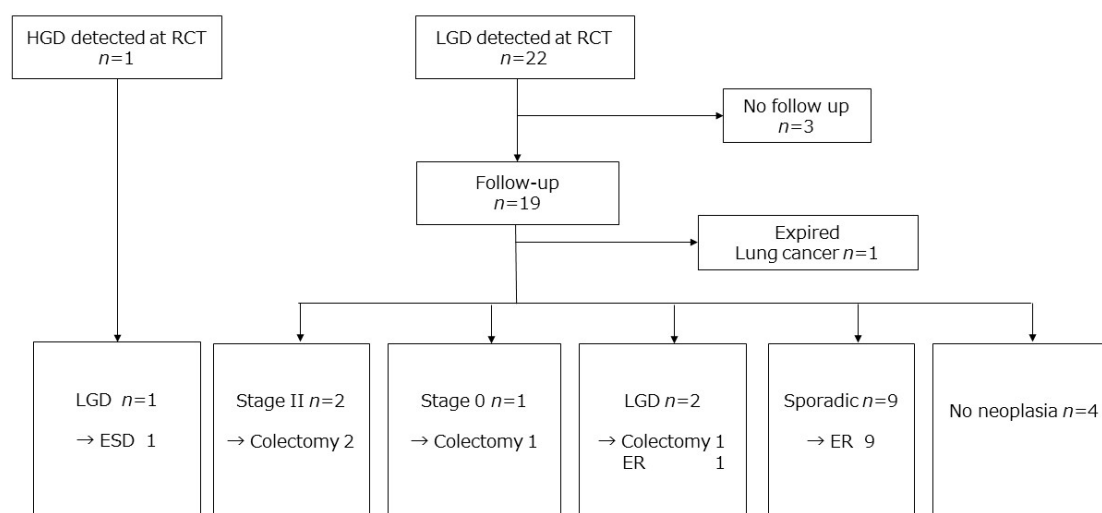 HGD detected at RCT
n=1
LGD detected at RCT
n=22
No follow up
n=3
Follow-up
n=19
Expired
Lung cancer n=1
LGD n=1
→ ESD 1
Stage II n=2
→ Colectomy 2
Stage 0 n=1
→ Colectomy 1
LGD n=2
→ Colectomy 1
ER 1
Sporadic n=9
→ ER 9
No neoplasia n=4